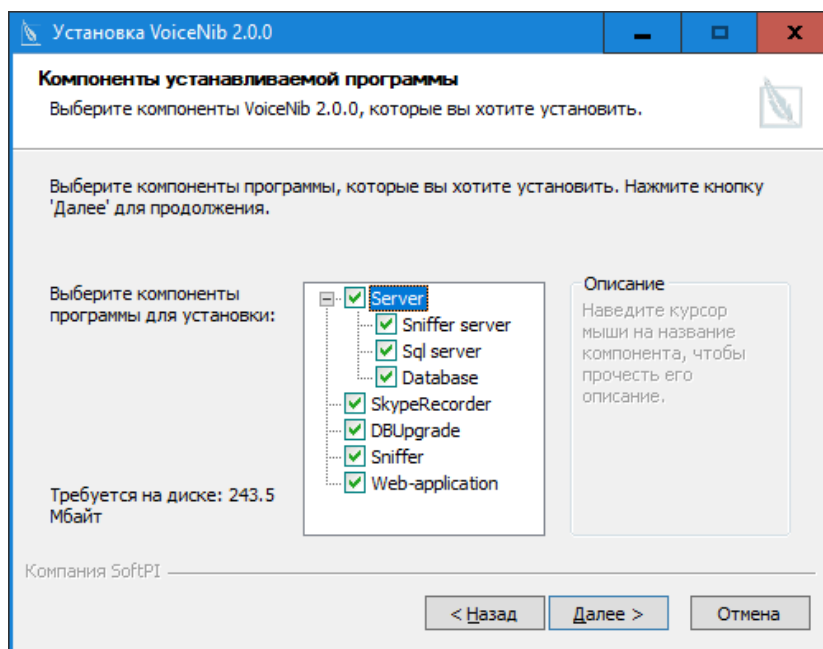 Установка VoiceNib 2.0.0
Компоненты устанавливаемой программы
Выберите компоненты VoiceNib 2.0.0, которые вы хотите установить.
Выберите компоненты программы, которые вы хотите установить. Нажмите кнопку
'Далее' для продолжения.
Выберите компоненты
программы для установки:
Server
Sniffer server
Sql server
Database
SkypeRecorder
DBUpgrade
Sniffer
Web-application
Описание
Наведите курсор
мыши на название
компонента, чтобы
прочесть его
описание.
Требуется на диске: 243.5
Мбайт
Компания SoftPI
< Назад
Далее >
Отмена